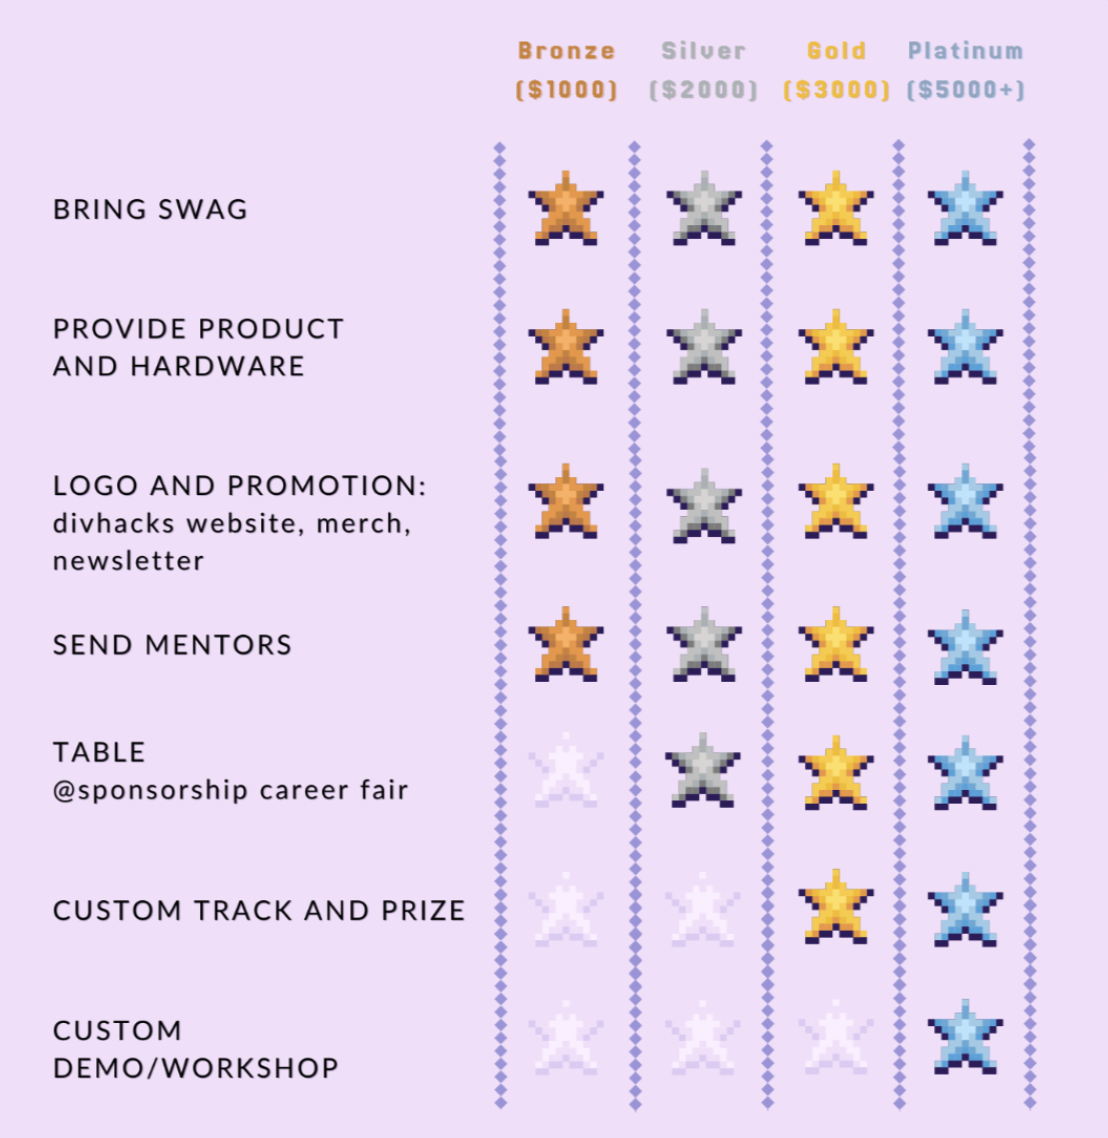 Bronze Silver Gold Platinum
($1000) ($2000) ($3000) ($5000+)
BRING SWAG
PROVIDE PRODUCT
AND HARDWARE
LOGO AND PROMOTION:
divhacks website, merch,
newsletter
SEND MENTORS
TABLE
@sponsorship career fair
CUSTOM TRACK AND PRIZE
CUSTOM
DEMO/WORKSHOP